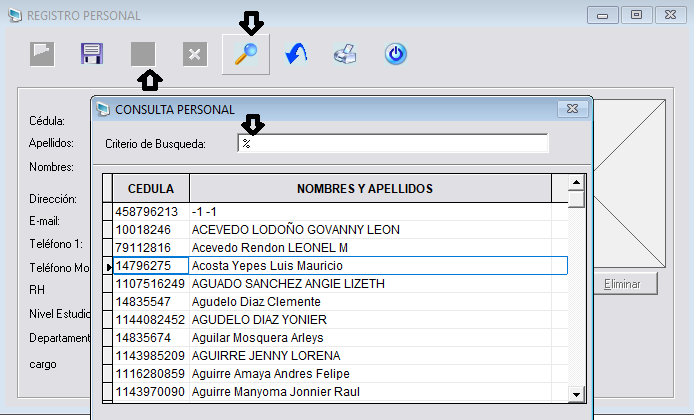 REGISTRO PERSONAL
CONSULTA PERSONAL
Criterio de Busqueda: %
CEDULA NOMBRES Y APELLIDOS
458796213 -1 -1
10018246 ACEVEDO LODOÑO GOVANNY LEON
79112816 Acevedo Rendon LEONEL M
14796275 Acosta Yepes Luis Mauricio
1107516249 AGUADO SANCHEZ ANGIE LIZETH
14835547 Agudelo Diaz Clemente
1144082452 AGUDELO DIAZ YONIER
14835674 Aguilar Mosquera Arleys
1143985209 AGUIRRE JENNY LORENA
1116280859 Aguirre Amaya Andres Felipe
1143970090 Aguirre Manyoma Jonnier Raul
Cédula:
Apellidos:
Nombres:
Dirección:
E-mail:
Teléfono 1:
Teléfono Mo
RH
Nivel Estudio
Departament
cargo
Eliminar